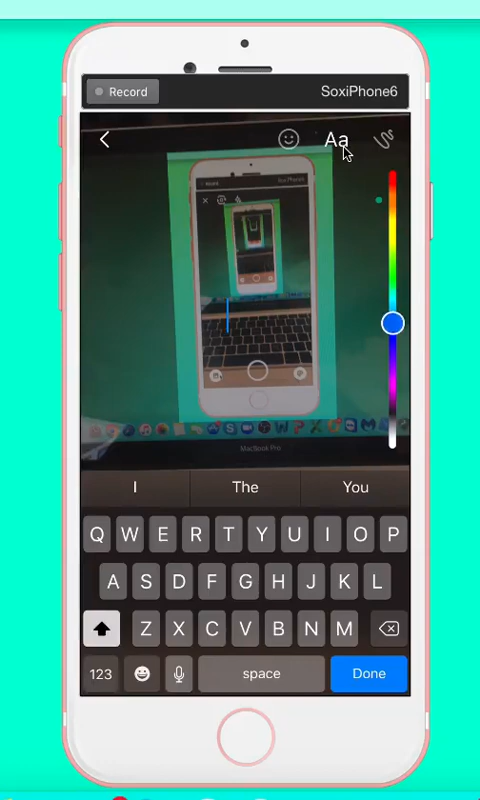 Record SoxiPhone6
Aa
MacBook Pro
I The You
Q W E R T Y U I O P
A S D F G H J K L
Z X C V B N M
123 space Done